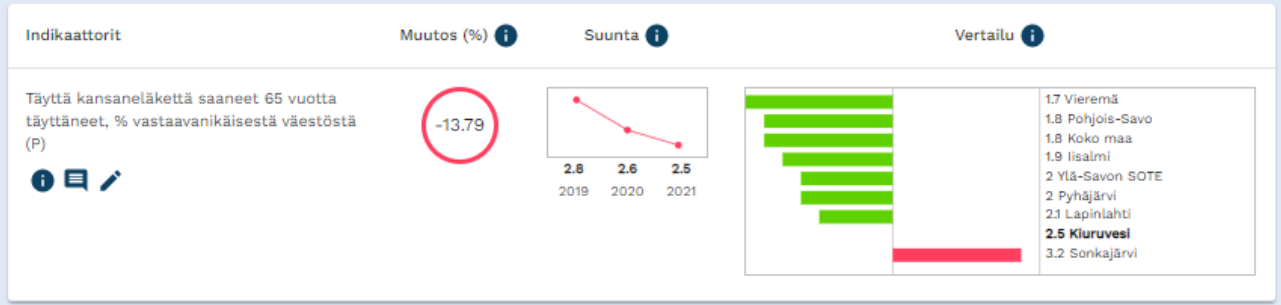 Indikaattorit
Muutos (%)
Suunta
Vertailu
Täyttä kansaneläkettä saaneet 65 vuotta
täyttäneet, % vastaavanikäisestä väestöstä
(P)
-13.79
2.8 2.6 2.5
2019 2020 2021
1.7 Vieremä
1.8 Pohjois-Savo
1.8 Koko maa
1.9 Iisalmi
2 Ylä-Savon SOTE
2 Pyhäjärvi
2.1 Lapinlahti
2.5 Kiuruvesi
3.2 Sonkajärvi